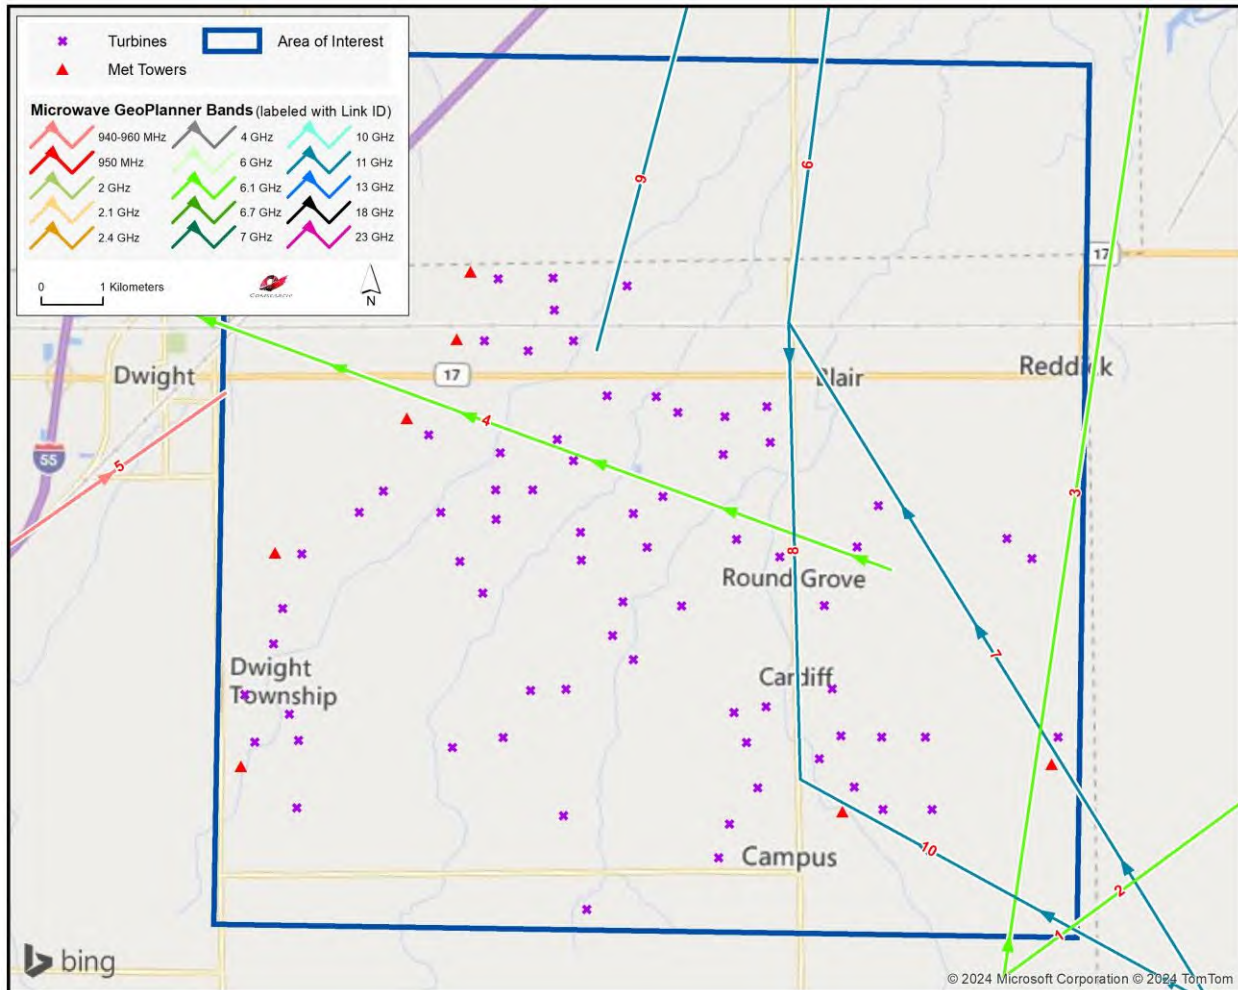 Turbines
Area of Interest
Met Towers
Microwave GeoPlanner Bands (labeled with Link ID)
940-960 MHz
4 GHz
10 GHz
950 MHz
6 GHz
11 GHz
2 GHz
6.1 GHz
13 GHz
2.1 GHz
6.7 GHz
18 GHz
2.4 GHz
7 GHz
23 GHz
0 1 Kilometers
COMSEARCH
N
9
6
17
Dwight
17
Blair
Reddick
4
55
5
3
8
Round Grove
7
Dwight
Township
Cardiff
10
Campus
2
1
bing
© 2024 Microsoft Corporation © 2024 TomTom